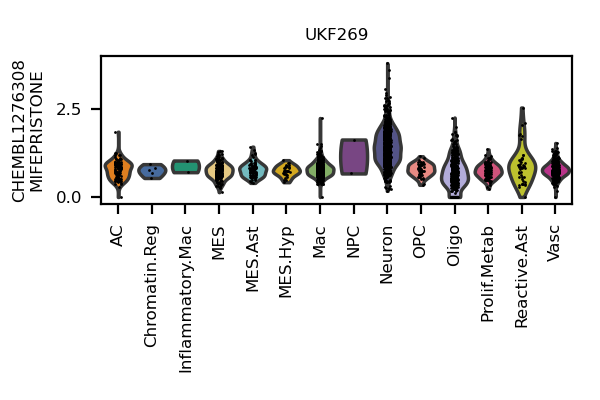 UKF269
CHEMBL1276308
MIFEPRISTONE
2.5
0.0
AC
Chromatin.Reg
Inflammatory.Mac
MES
MES.Ast
MES.Hyp
Mac
NPC
Neuron
OPC
Oligo
Prolif.Metab
Reactive.Ast
Vasc